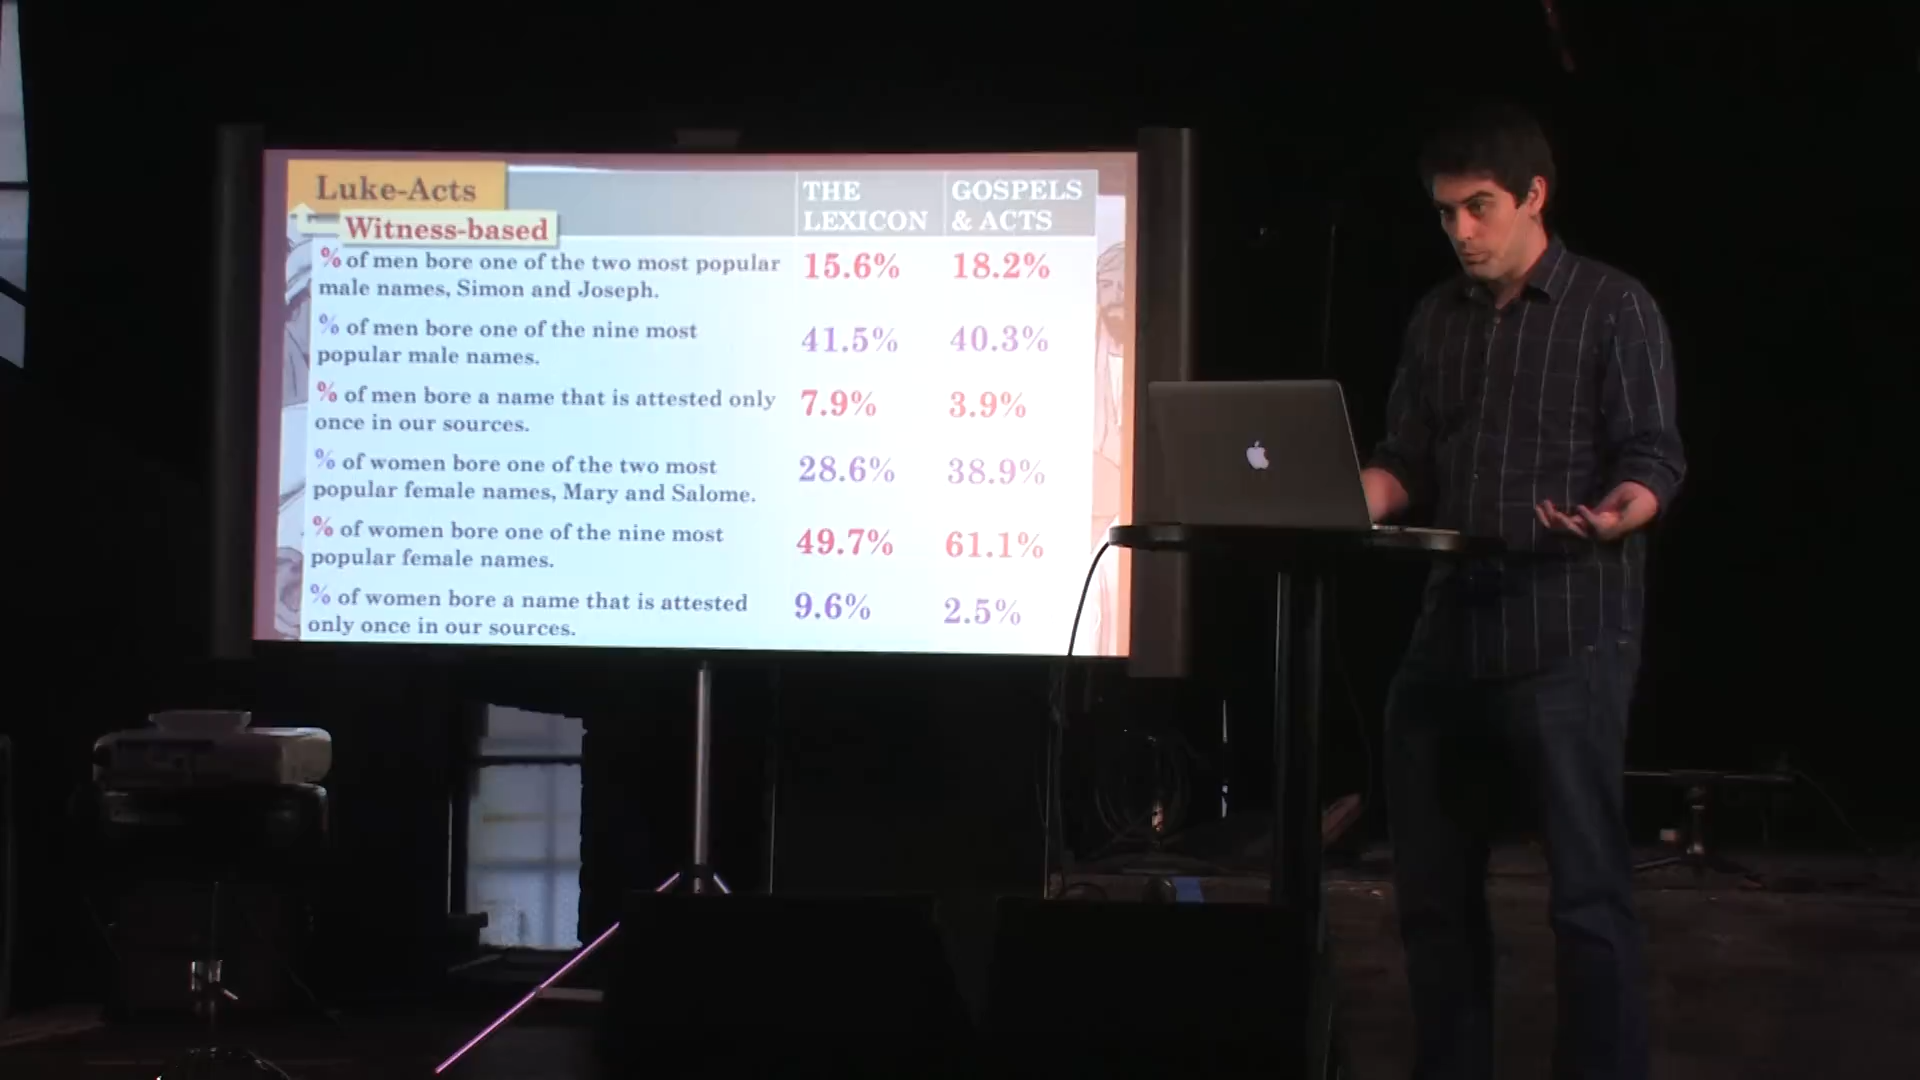 Luke-Acts
Witness-based
THE
LEXICON
GOSPELS
& ACTS
% of men bore one of the two most popular
male names, Simon and Joseph.
15.6%
18.2%
% of men bore one of the nine most
popular male names.
41.5%
40.3%
% of men bore a name that is attested only
once in our sources.
7.9%
3.9%
% of women bore one of the two most
popular female names, Mary and Salome.
28.6%
38.9%
% of women bore one of the nine most
popular female names.
49.7%
61.1%
% of women bore a name that is attested
only once in our sources.
9.6%
2.5%